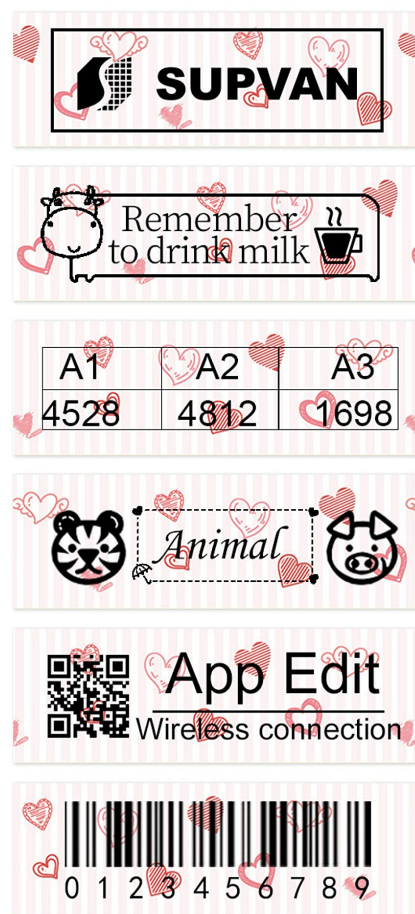 SUPVAN
Remember
to drink milk
A1 A2 A3
4528 4812 1698
Animal
App Edit
Wireless connection
0 1 2 3 4 5 6 7 8 9